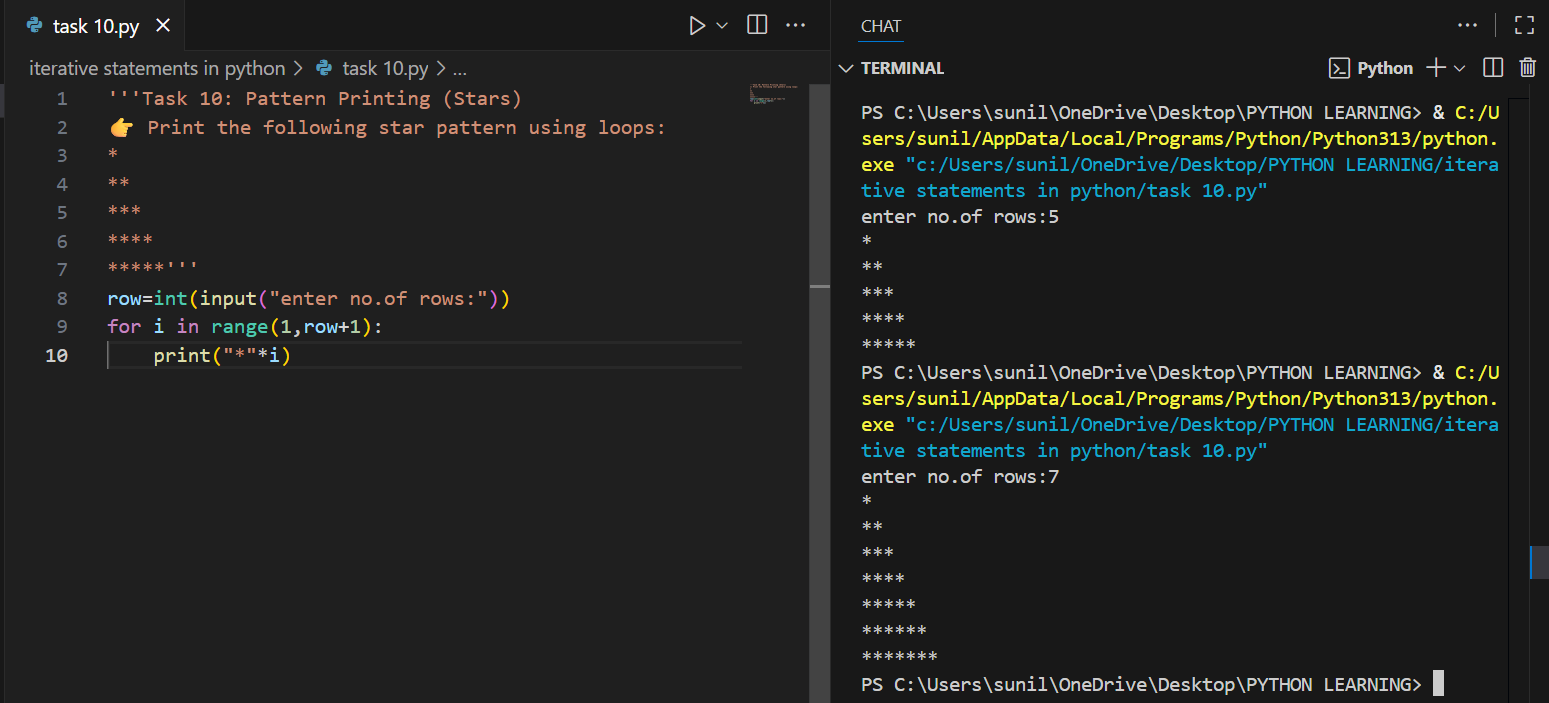 task 10.py
iterative statements in python > task 10.py > ...
1 '''Task 10: Pattern Printing (Stars)
2 👉 Print the following star pattern using loops:
3 *
4 **
5 ***
6 ****
7 *****'''
8 row=int(input("enter no.of rows:"))
9 for i in range(1,row+1):
10     print("*"*i)
CHAT
TERMINAL
Python
PS C:\Users\sunil\OneDrive\Desktop\PYTHON LEARNING> & C:/U
sers/sunil/AppData/Local/Programs/Python/Python313/python.
exe "c:/Users/sunil/OneDrive/Desktop/PYTHON LEARNING/itera
tive statements in python/task 10.py"
enter no.of rows:5
*
**
***
****
*****
PS C:\Users\sunil\OneDrive\Desktop\PYTHON LEARNING> & C:/U
sers/sunil/AppData/Local/Programs/Python/Python313/python.
exe "c:/Users/sunil/OneDrive/Desktop/PYTHON LEARNING/itera
tive statements in python/task 10.py"
enter no.of rows:7
*
**
***
****
*****
******
*******
PS C:\Users\sunil\OneDrive\Desktop\PYTHON LEARNING>